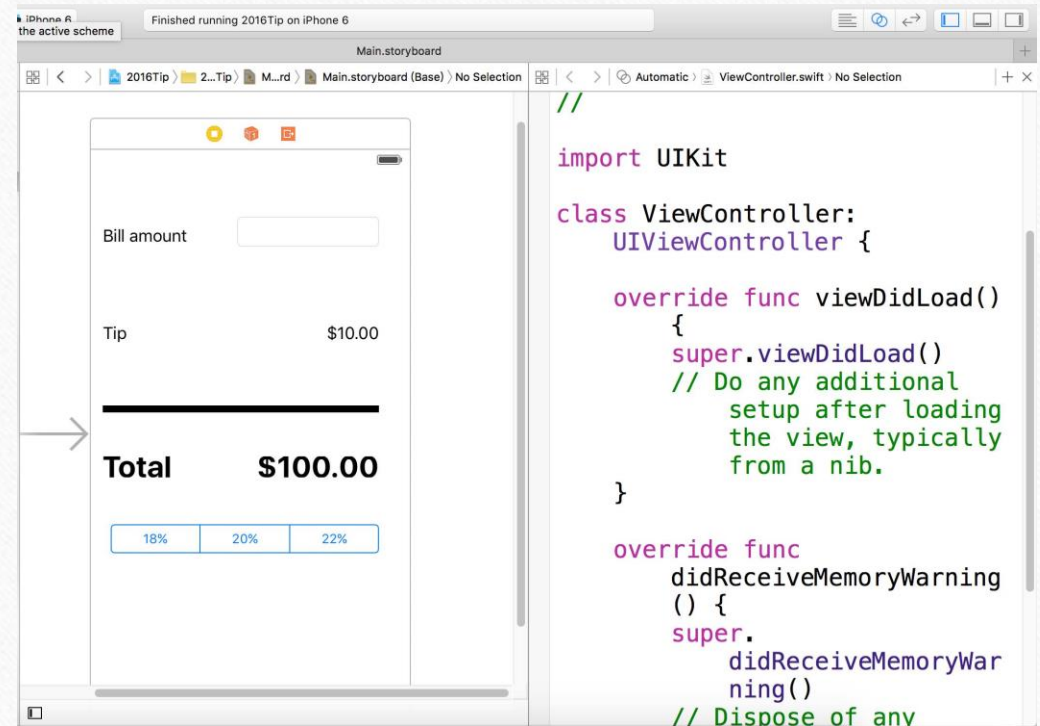 iPhone 6
the active scheme
Finished running 2016Tip on iPhone 6
Main.storyboard
2016Tip
2...Tip
M...rd
Main.storyboard (Base)
No Selection
Automatic
ViewController.swift
No Selection
Bill amount
Tip
$10.00
Total
$100.00
18%
20%
22%
//
import UIKit
class ViewController:
UIViewController {
override func viewDidLoad()
{
super.viewDidLoad()
// Do any additional
setup after loading
the view, typically
from a nib.
}
override func
didReceiveMemoryWarning
() {
super.
didReceiveMemoryWar
ning()
// Dispose of any